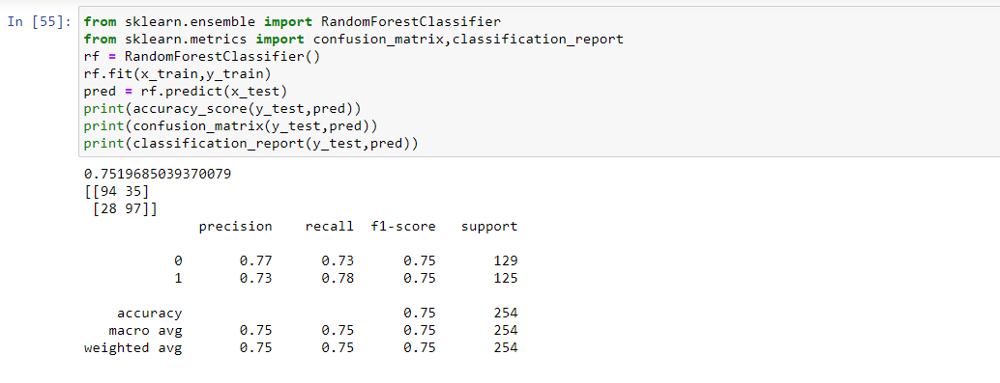 In [55]: from sklearn.ensemble import RandomForestClassifier
from sklearn.metrics import confusion_matrix,classification_report
rf = RandomForestClassifier()
rf.fit(x_train,y_train)
pred = rf.predict(x_test)
print(accuracy_score(y_test,pred))
print(confusion_matrix(y_test,pred))
print(classification_report(y_test,pred))
0.7519685039370079
[[94 35]
 [28 97]]
              precision    recall  f1-score   support
           0       0.77      0.73      0.75       129
           1       0.73      0.78      0.75       125
    accuracy                           0.75       254
   macro avg       0.75      0.75      0.75       254
weighted avg       0.75      0.75      0.75       254